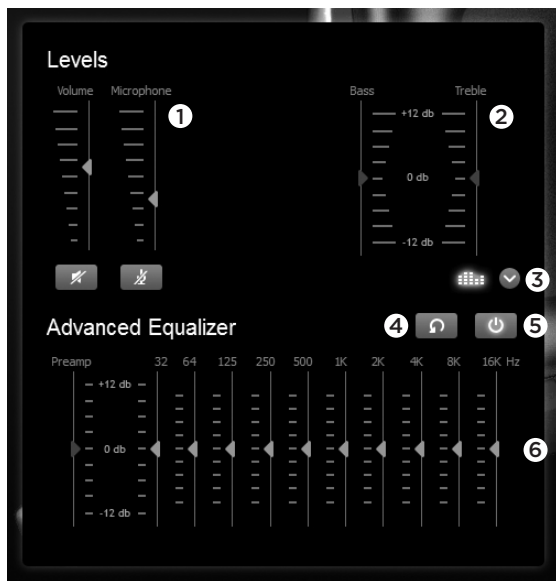 Levels
Volume Microphone Bass Treble
1 +12 db 2
0 db
-12 db
3
Advanced Equalizer 4 5
Preamp 32 64 125 250 500 1K 2K 4K 8K 16K Hz
+12 db
0 db 6
-12 db